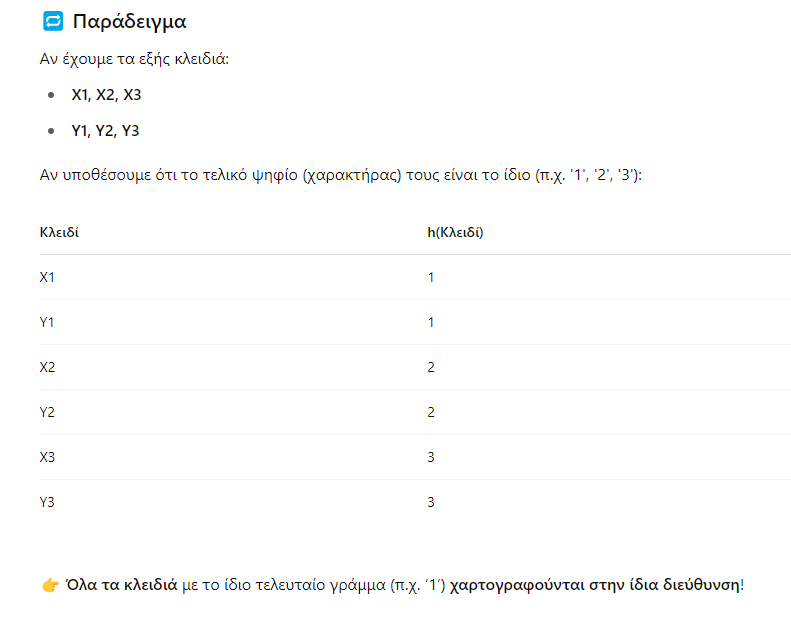 🔁 Παράδειγμα
Αν έχουμε τα εξής κλειδιά:
• X1, X2, X3
• Y1, Y2, Y3
Αν υποθέσουμε ότι το τελικό ψηφίο (χαρακτήρας) τους είναι το ίδιο (π.χ. '1', '2', '3'):
Κλειδί h(Κλειδί)
X1 1
Y1 1
X2 2
Y2 2
X3 3
Y3 3
👉 Όλα τα κλειδιά με το ίδιο τελευταίο γράμμα (π.χ. ‘1’) χαρτογραφούνται στην ίδια διεύθυνση!